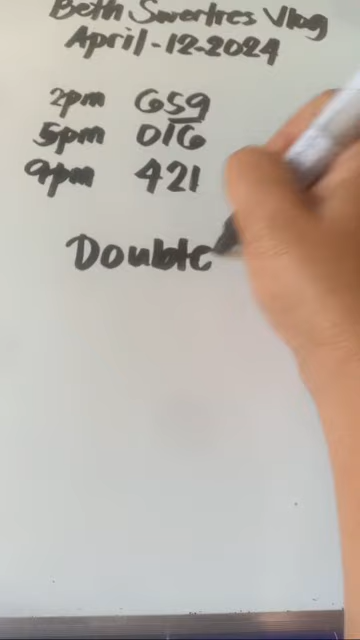 Beth Swertres Vlog
April-12-2024
2pm 659
5pm 016
9pm 421
Double